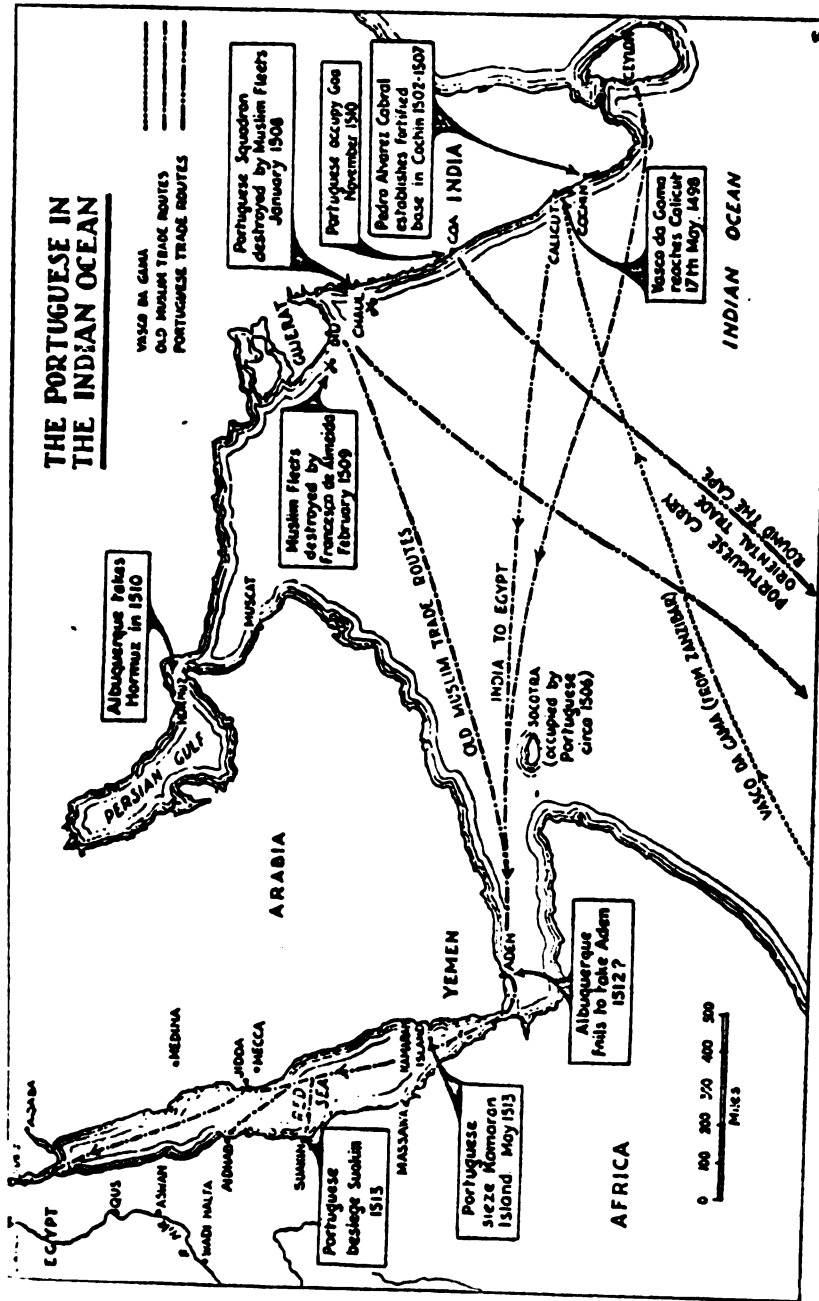 THE PORTUGUESE IN
THE INDIAN OCEAN
VASCO DA GAMA
OLD MUSLIM TRADE ROUTES
PORTUGUESE TRADE ROUTES
Albuquerque takes
Hormuz in 1510
Portuguese Squadron
destroyed by Muslim Fleets
January 1508
Portuguese occupy Goa
November 1510
Pedro Alvarez Cabral
establishes fortified
base in Cochin 1502-1507
Muslim Fleets
destroyed by
Francesco de Almeida
February 1509
Vasco da Gama
reaches Calicut
17th May 1498
PERSIAN GULF
HORMUZ
MUSCAT
GUJERAT
DIU
CHAUL
GOA
INDIA
CALICUT
COCHIN
CEYLON
INDIAN OCEAN
EGYPT
AQABA
QUS
ASWAN
WADI HALFA
AIDHAB
SUAKIN
MEDINA
JIDDA
MECCA
RED
SEA
ARABIA
YEMEN
ADEN
MASSAWA
KAMARAN
ISLAND
AFRICA
Portuguese
besiege Suakin
1513
Portuguese
sieze Kamaran
Island May 1513
Albuquerque
fails to take Aden
1512?
OLD MUSLIM TRADE ROUTES
INDIA TO EGYPT
SOCOTRA
(occupied by
Portuguese
circa 1506)
VASCO DA GAMA (FROM ZANZIBAR)
PORTUGUESE CARRY
ORIENTAL TRADE
ROUND THE CAPE
0 100 200 300 400 500
Miles